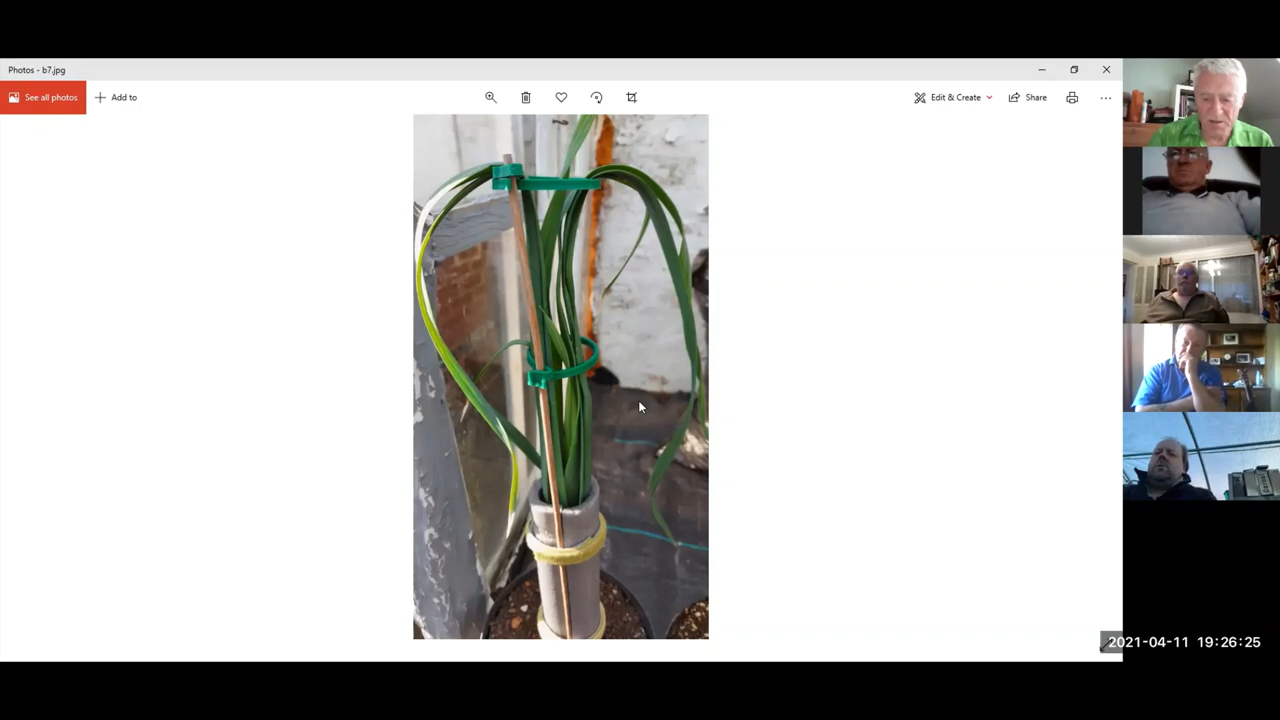 Photos - b7.jpg
See all photos
Add to
Edit & Create
Share
2021-04-11 19:26:25